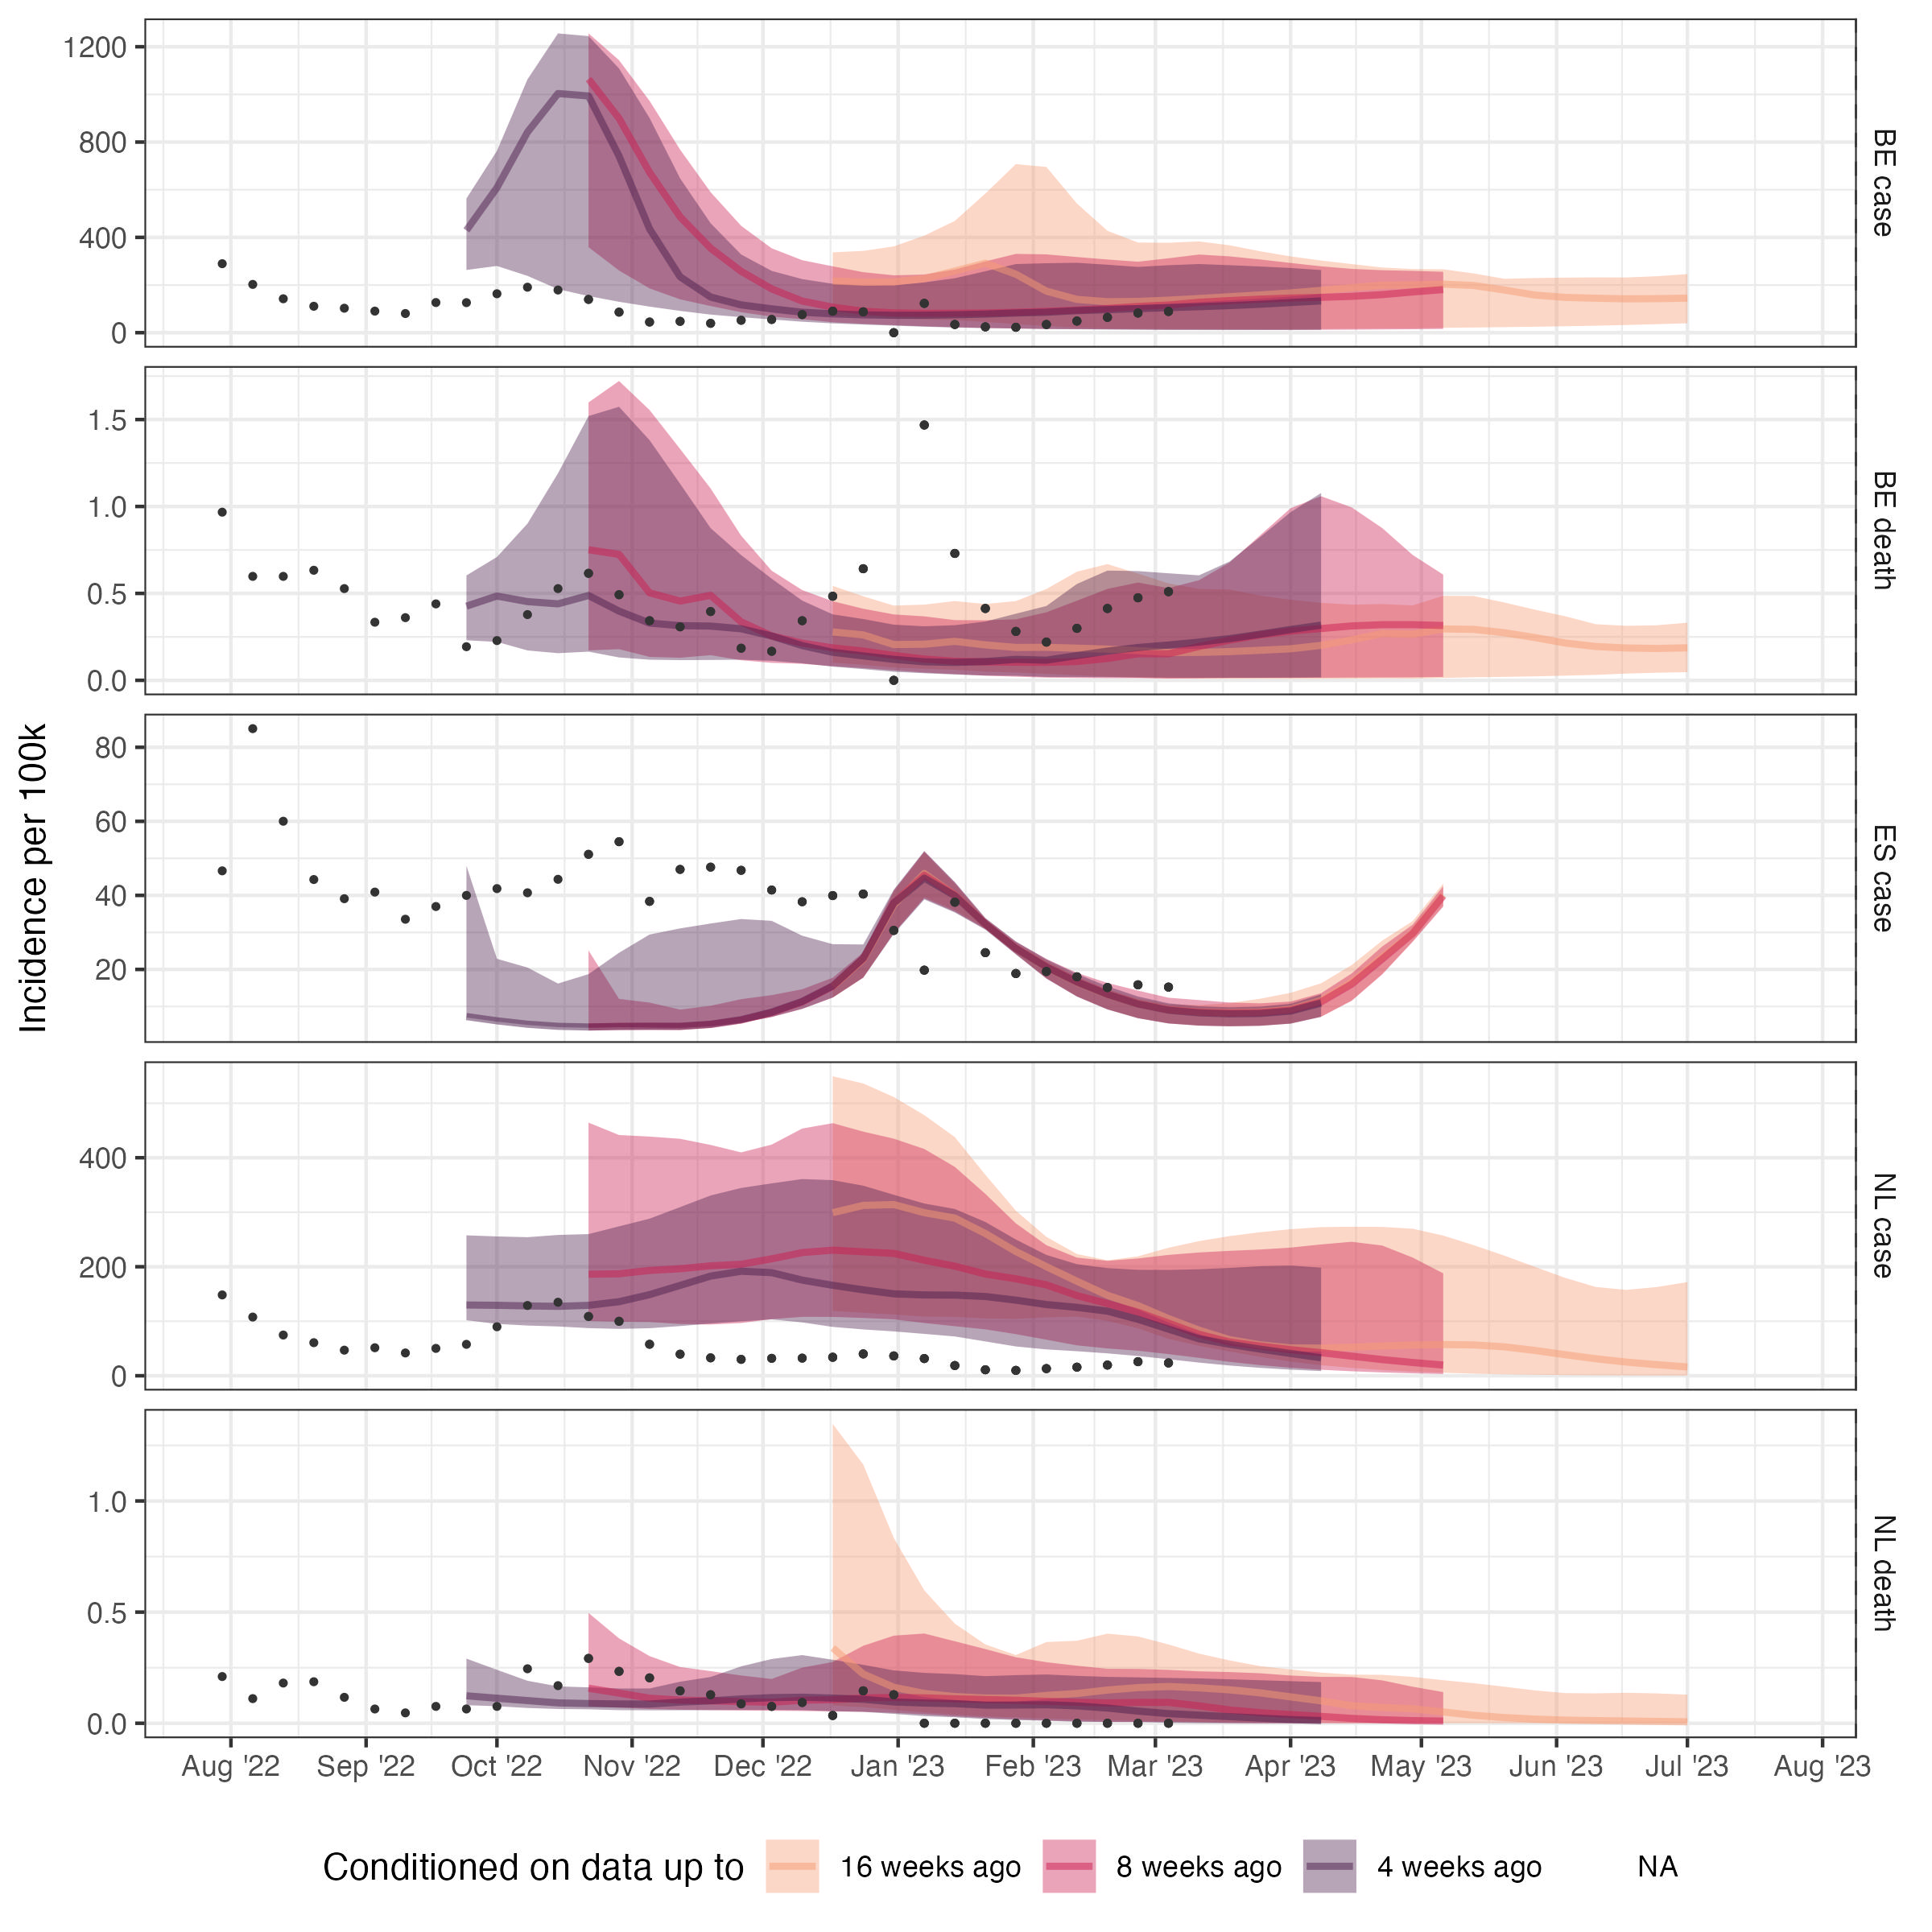 Incidence per 100k
1200
800
400
0
BE case
1.5
1.0
0.5
0.0
BE death
80
60
40
20
ES case
400
200
0
NL case
1.0
0.5
0.0
NL death
Aug '22 Sep '22 Oct '22 Nov '22 Dec '22 Jan '23 Feb '23 Mar '23 Apr '23 May '23 Jun '23 Jul '23 Aug '23
Conditioned on data up to 16 weeks ago 8 weeks ago 4 weeks ago NA